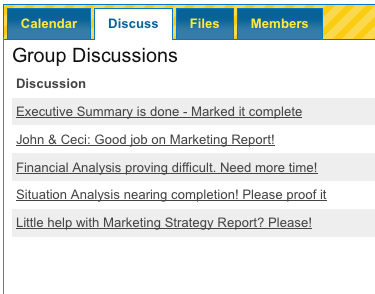 Calendar Discuss Files Members
Group Discussions
Discussion
Executive Summary is done - Marked it complete
John & Ceci: Good job on Marketing Report!
Financial Analysis proving difficult. Need more time!
Situation Analysis nearing completion! Please proof it
Little help with Marketing Strategy Report? Please!